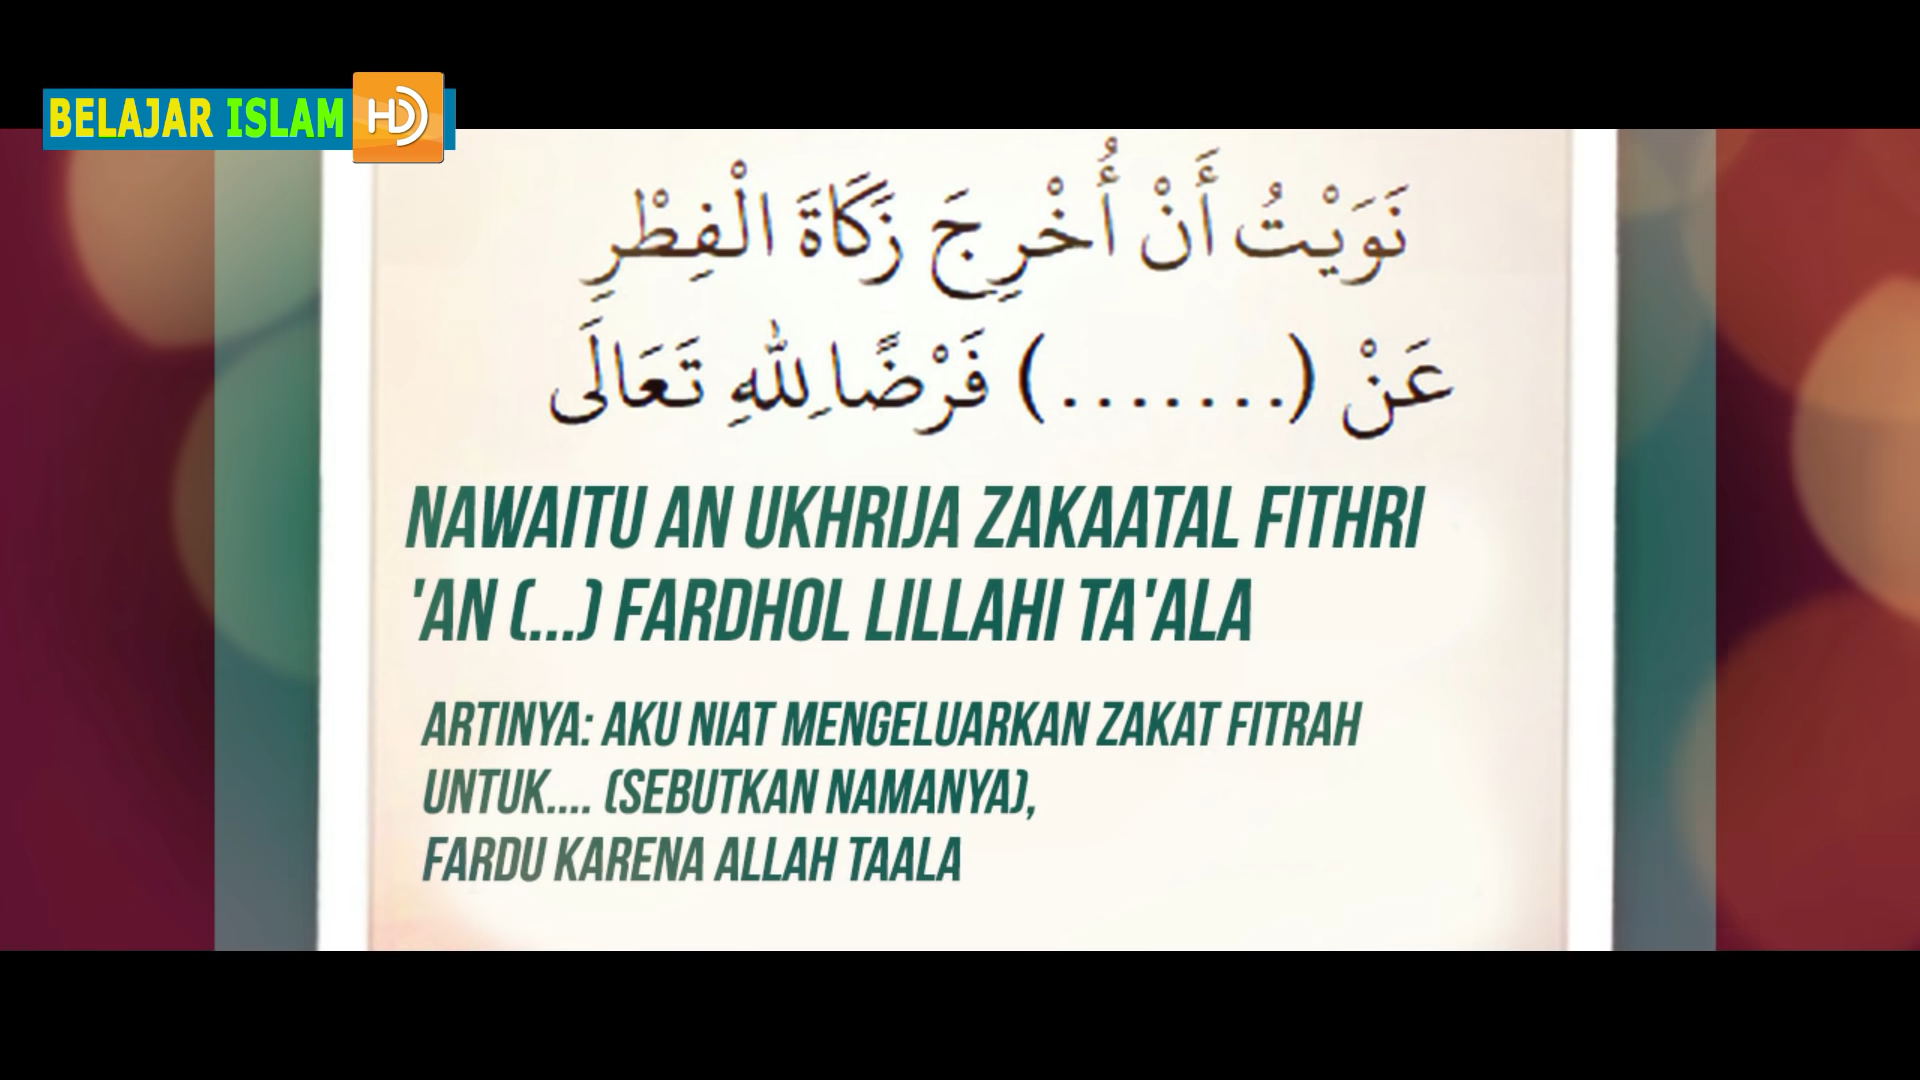 BELAJAR ISLAM HD
نَوَيْتُ أَنْ أُخْرِجَ زَكَاةَ الْفِطْرِ
عَنْ (.......) فَرْضًا لِلّٰهِ تَعَالَى
NAWAITU AN UKHRIJA ZAKAATAL FITHRI
'AN (...) FARDHOL LILLAHI TA'ALA
ARTINYA: AKU NIAT MENGELUARKAN ZAKAT FITRAH
UNTUK.... (SEBUTKAN NAMANYA),
FARDU KARENA ALLAH TAALA